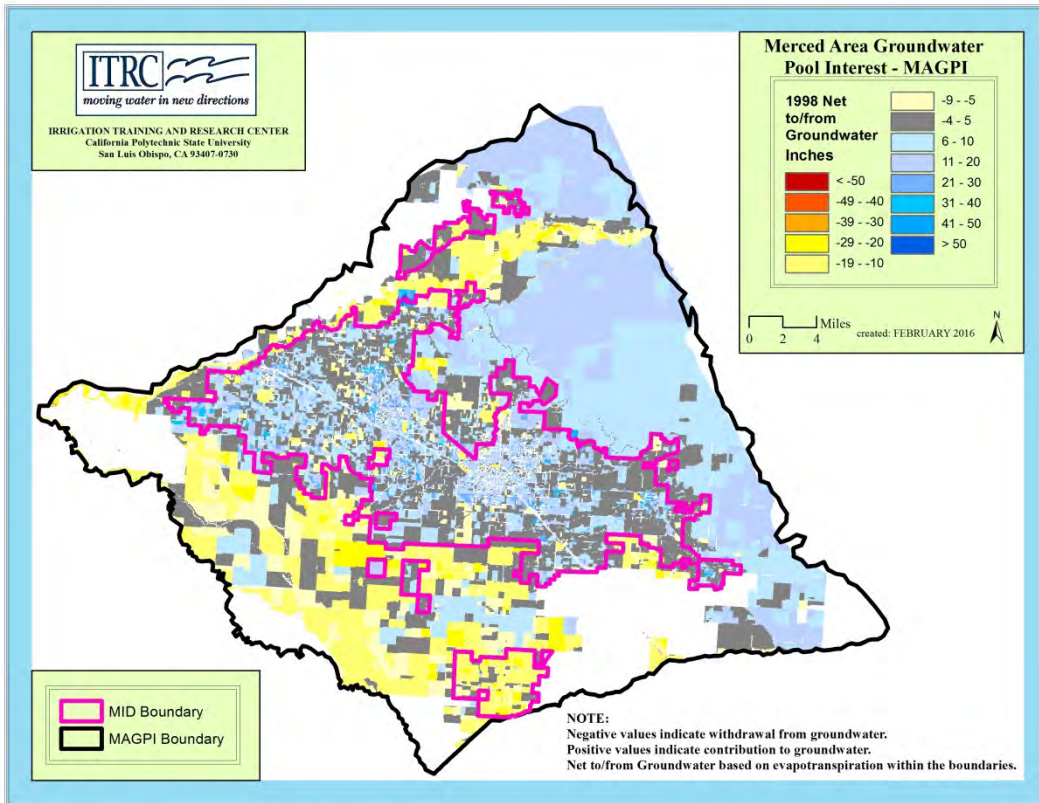 ITRC
moving water in new directions
IRRIGATION TRAINING AND RESEARCH CENTER
California Polytechnic State University
San Luis Obispo, CA 93407-0730
Merced Area Groundwater
Pool Interest - MAGPI
1998 Net
to/from
Groundwater
Inches
< -50
-49 - -40
-39 - -30
-29 - -20
-19 - -10
-9 - -5
-4 - 5
6 - 10
11 - 20
21 - 30
31 - 40
41 - 50
> 50
Miles
0 2 4
created: FEBRUARY 2016
N
MID Boundary
MAGPI Boundary
NOTE:
Negative values indicate withdrawal from groundwater.
Positive values indicate contribution to groundwater.
Net to/from Groundwater based on evapotranspiration within the boundaries.